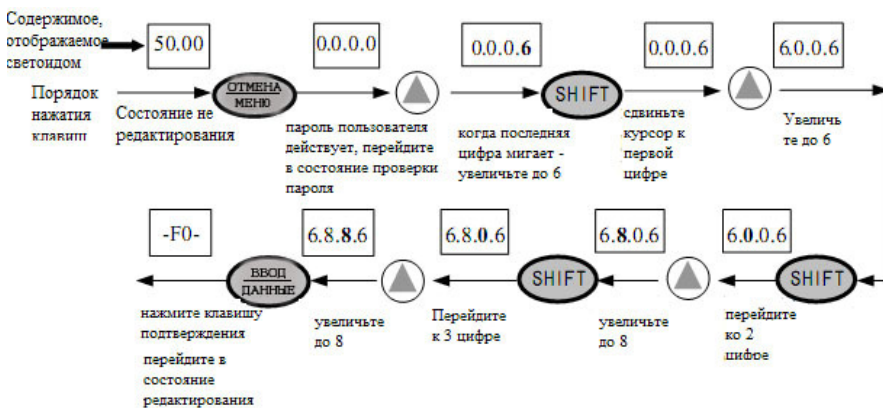 Содержимое,
отображаемое
светоидом
50.00
0.0.0.0
0.0.0.6
0.0.0.6
6.0.0.6
Порядок
нажатия
клавиш
Состояние не
редактирования
ОТМЕНА
МЕНЮ
пароль пользователя
действует, перейдите
в состояние проверки
пароля
когда последняя
цифра мигает -
увеличьте до 6
SHIFT
сдвиньте
курсор к
первой
цифре
Увеличь
те до 6
-F0-
6.8.8.6
6.8.0.6
6.8.0.6
6.0.0.6
ВВОД
ДАННЫЕ
SHIFT
SHIFT
нажмите клавишу
подтверждения
перейдите в
состояние
редактирования
увеличьте
до 8
Перейдите
к 3 цифре
увеличьте
до 8
перейдите
ко 2
цифре